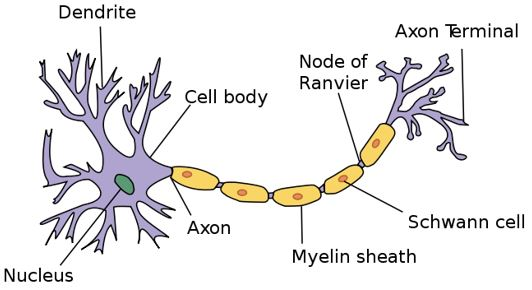 Dendrite
Axon Terminal
Node of
Ranvier
Cell body
Axon
Schwann cell
Myelin sheath
Nucleus